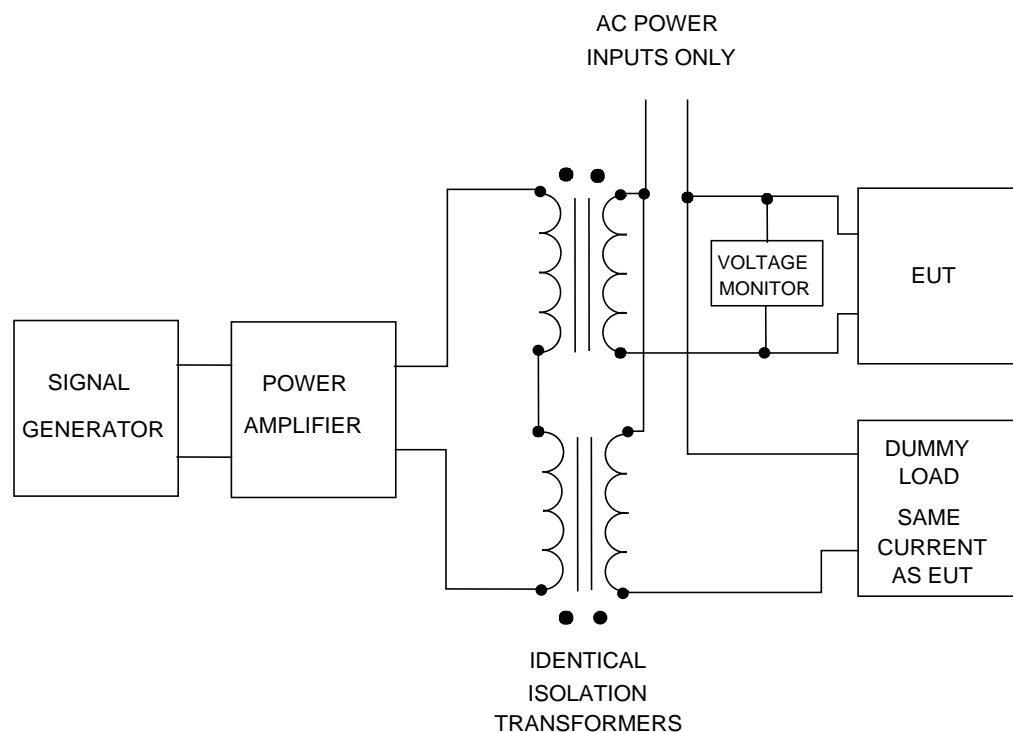 AC POWER
INPUTS ONLY
VOLTAGE
MONITOR
EUT
SIGNAL
GENERATOR
POWER
AMPLIFIER
DUMMY
LOAD
SAME
CURRENT
AS EUT
IDENTICAL
ISOLATION
TRANSFORMERS